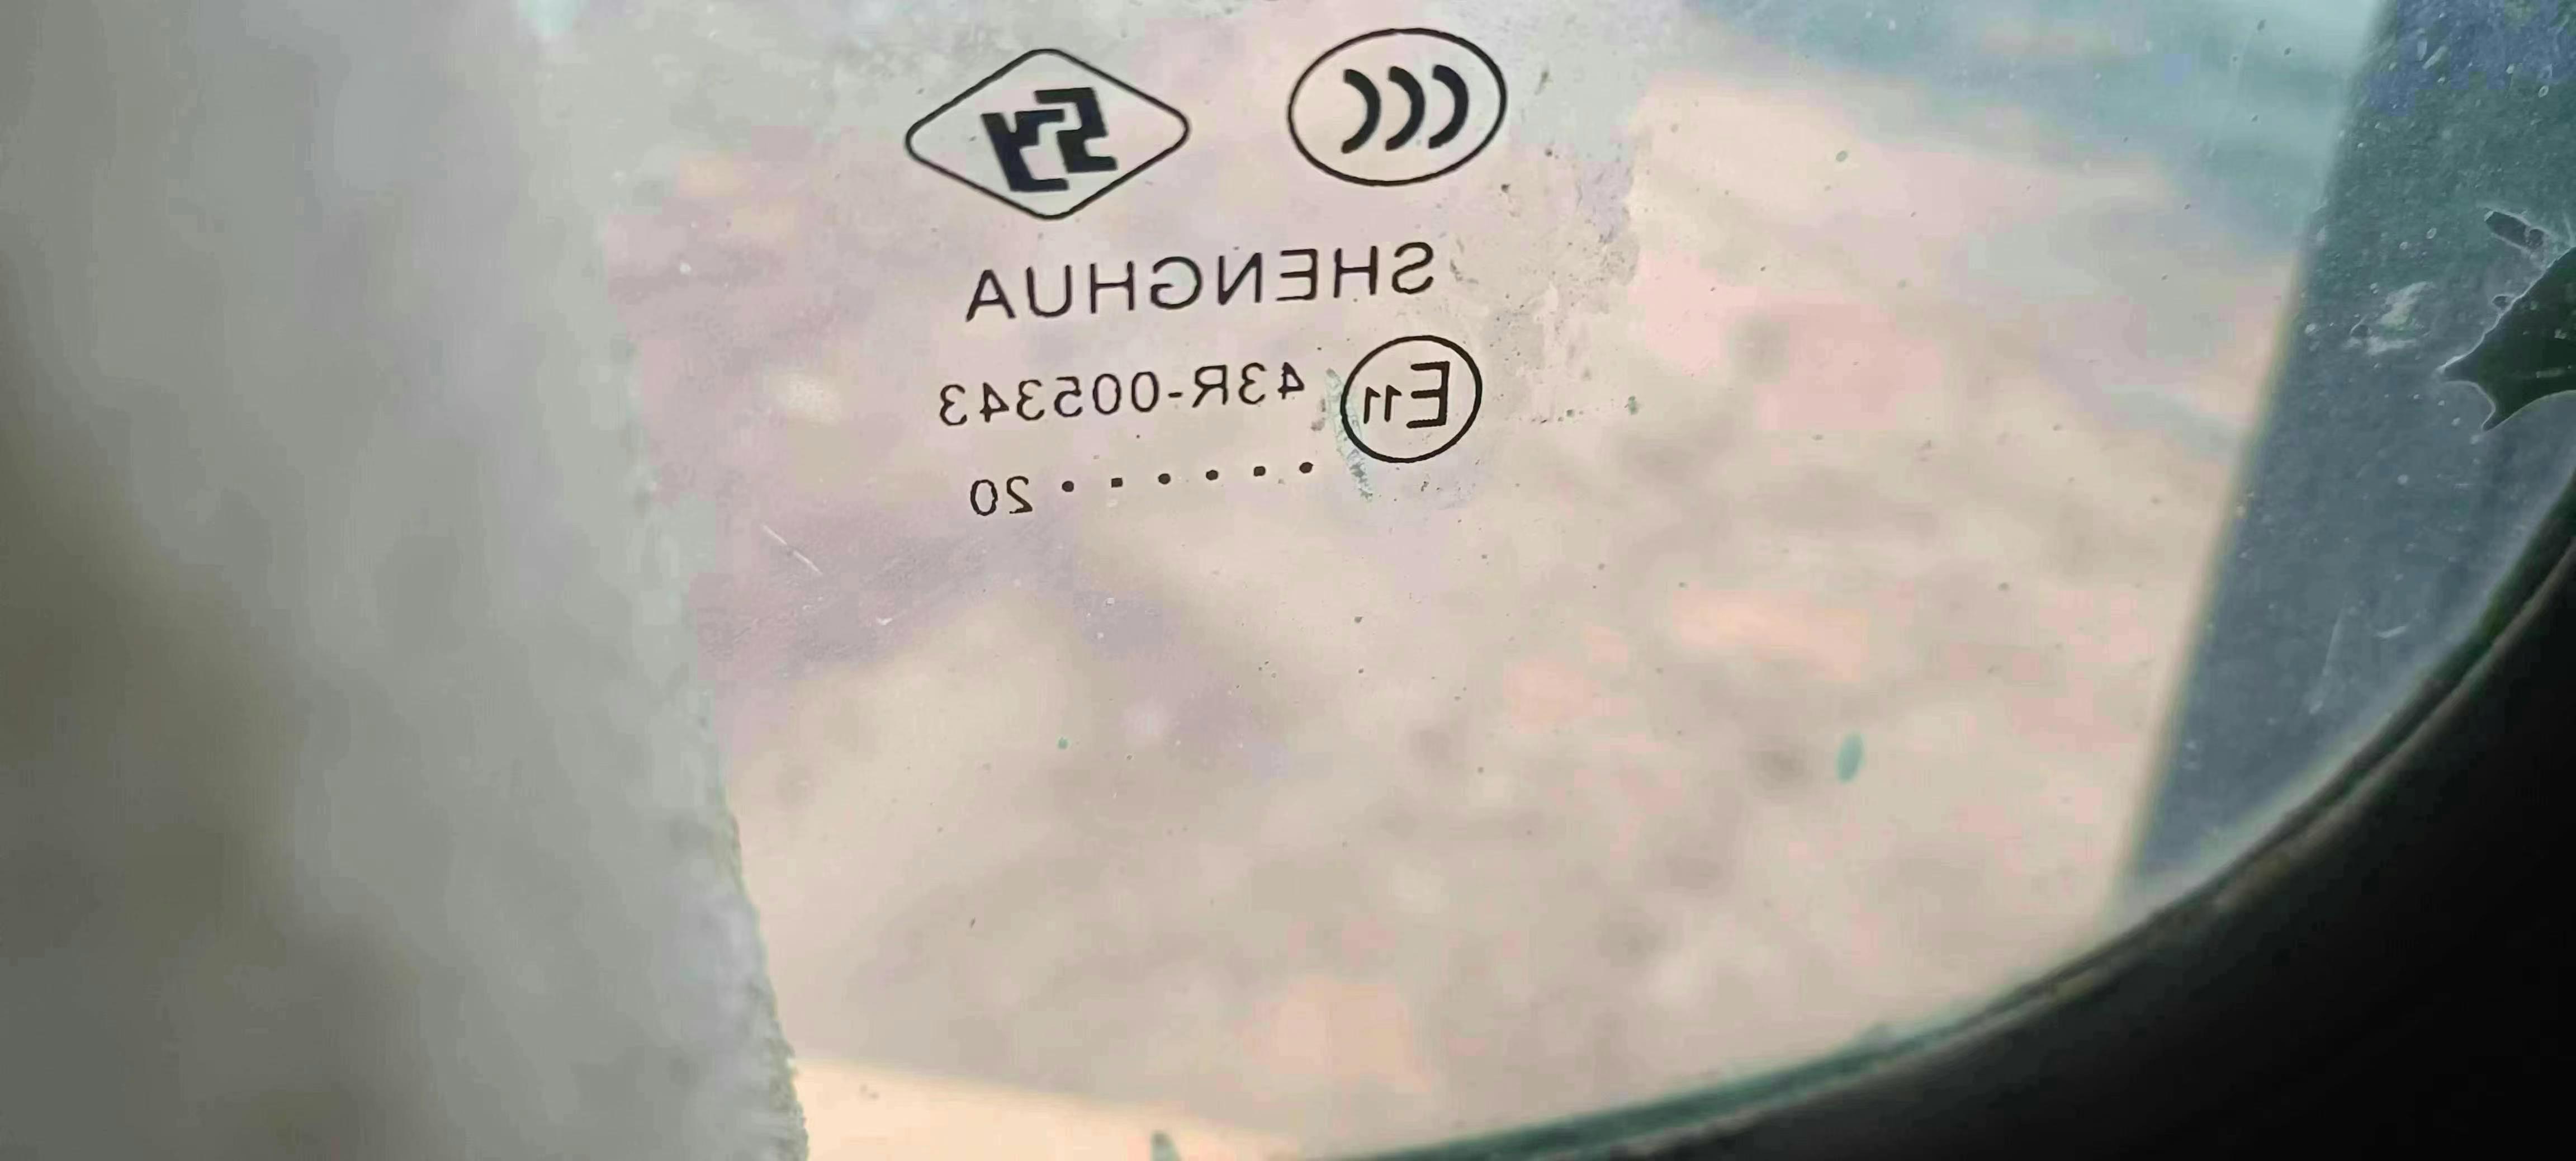 CCC SY
SHENGHUA
E11 43R-005343
· · · · · · 20